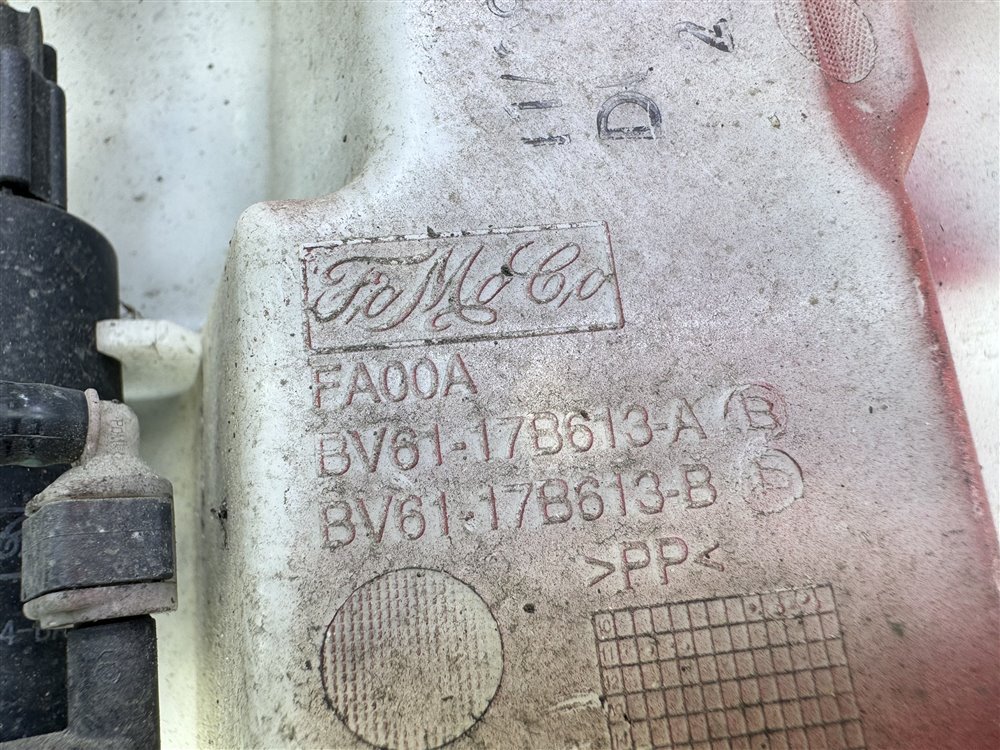 FoMoCo
FA00A
BV61-17B613-A B
BV61-17B613-B D
>PP<